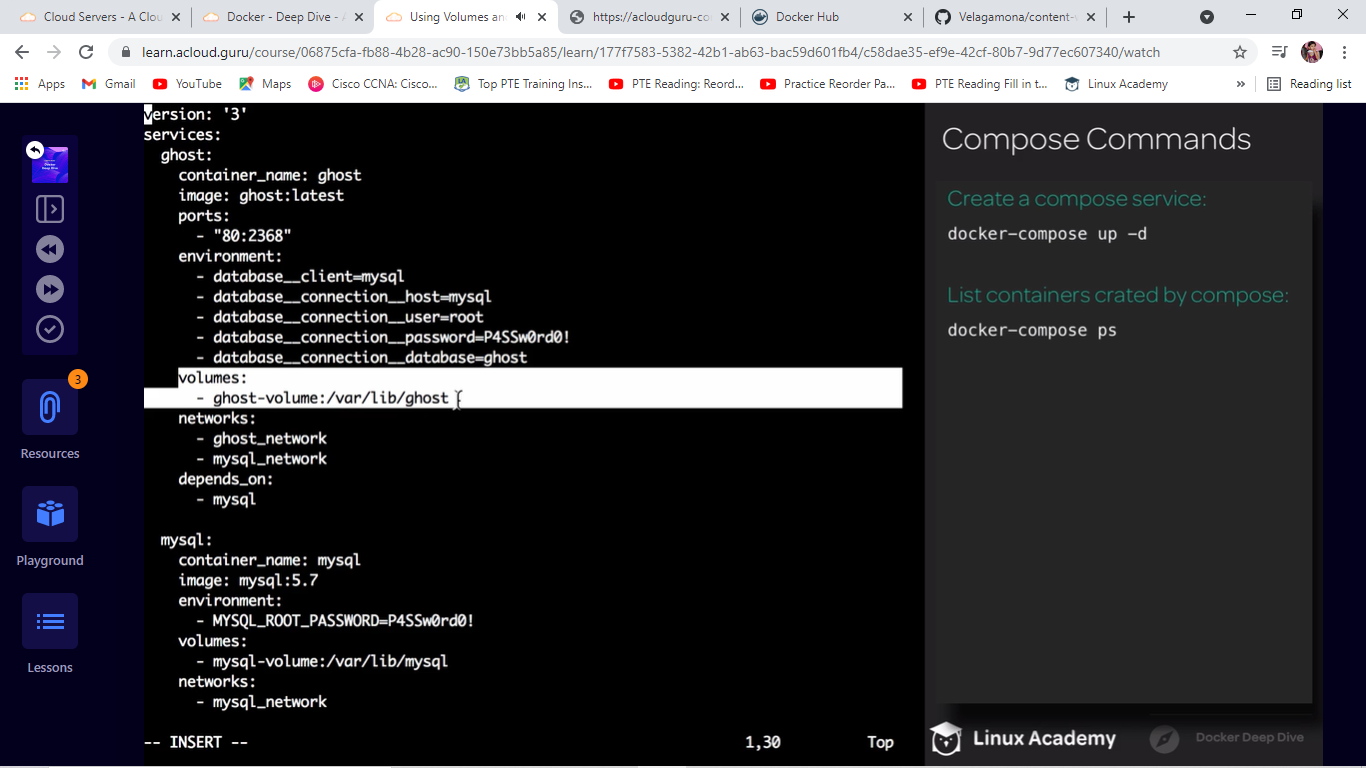 Cloud Servers - A Clou
Docker - Deep Dive - A
Using Volumes an
https://acloudguru-co
Docker Hub
Velagamona/content-
learn.acloud.guru/course/06875cfa-fb88-4b28-ac90-150e73bb5a85/learn/177f7583-5382-42b1-ab63-bac59d601fb4/c58dae35-ef9e-42cf-80b7-9d77ec607340/watch
Apps
Gmail
YouTube
Maps
Cisco CCNA: Cisco...
Top PTE Training Ins...
PTE Reading: Reord...
Practice Reorder Pa...
PTE Reading Fill in t...
Linux Academy
»
Reading list
3
Resources
Playground
Lessons
version: '3'
services:
  ghost:
    container_name: ghost
    image: ghost:latest
    ports:
      - "80:2368"
    environment:
      - database__client=mysql
      - database__connection__host=mysql
      - database__connection__user=root
      - database__connection__password=P4SSw0rd0!
      - database__connection__database=ghost
    volumes:
      - ghost-volume:/var/lib/ghost
    networks:
      - ghost_network
      - mysql_network
    depends_on:
      - mysql
  mysql:
    container_name: mysql
    image: mysql:5.7
    environment:
      - MYSQL_ROOT_PASSWORD=P4SSw0rd0!
    volumes:
      - mysql-volume:/var/lib/mysql
    networks:
      - mysql_network
-- INSERT -- 1,30 Top
Compose Commands
Create a compose service:
docker-compose up -d
List containers crated by compose:
docker-compose ps
Linux Academy
Docker Deep Dive